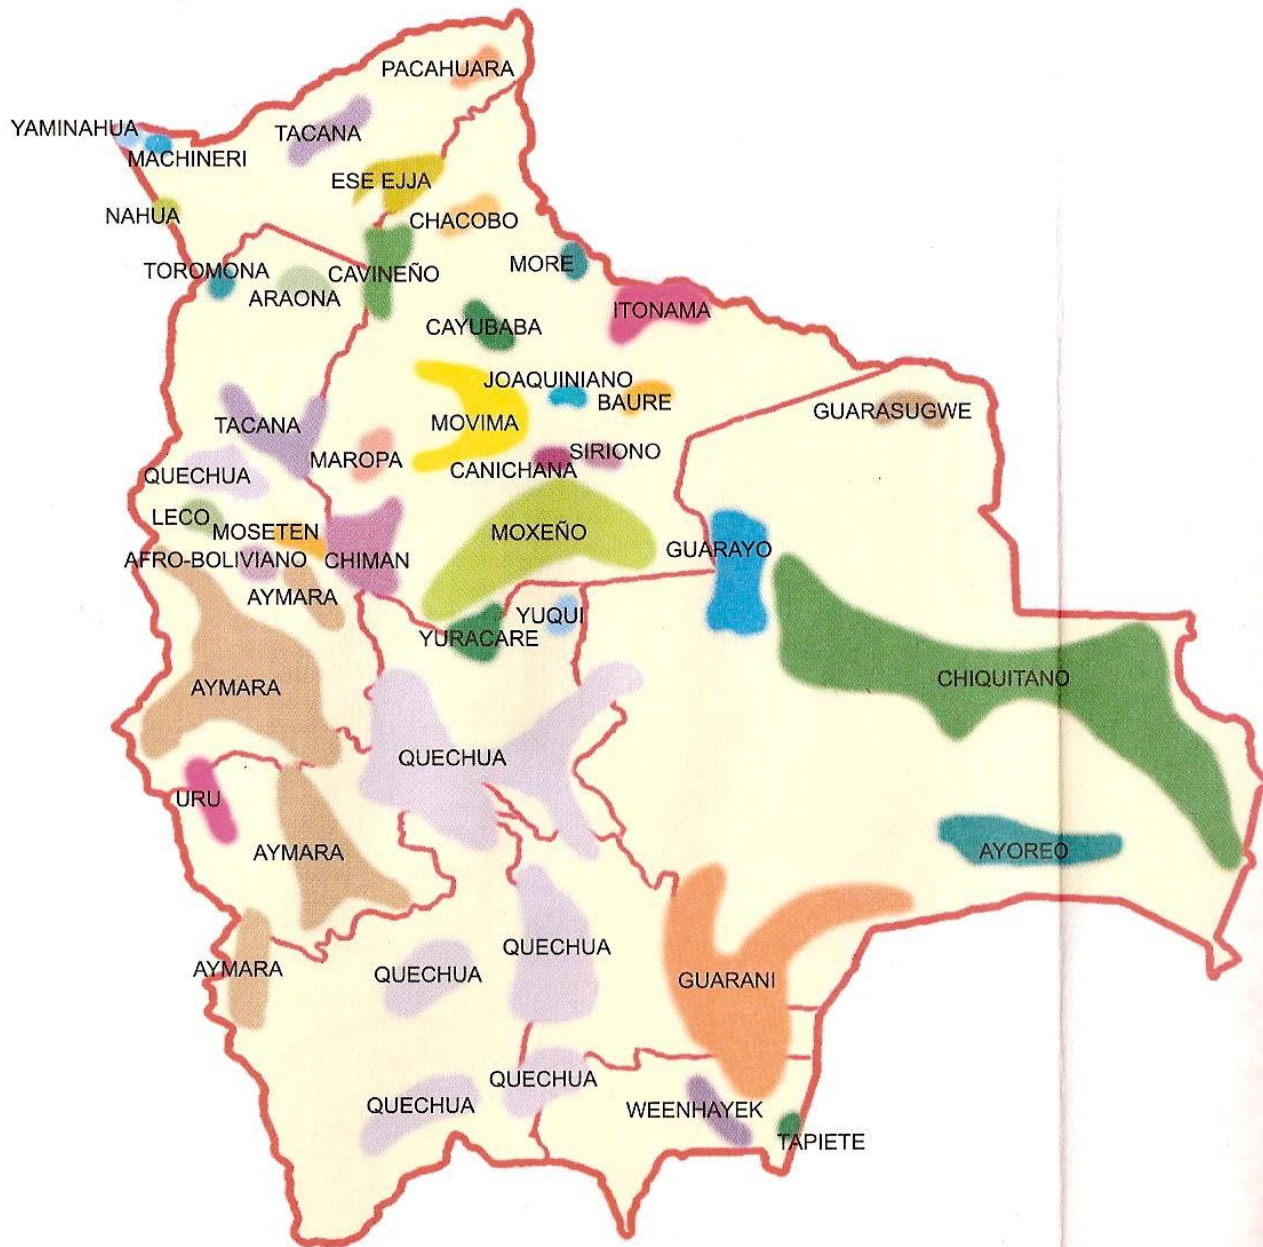 PACAHUARA
YAMINAHUA
TACANA
MACHINERI
ESE EJJA
NAHUA
CHACOBO
MORE
TOROMONA
CAVINEÑO
ARAONA
ITONAMA
CAYUBABA
JOAQUINIANO
BAURE
GUARASUGWE
TACANA
MOVIMA
MAROPA
SIRIONO
CANICHANA
QUECHUA
LECO
MOSETEN
MOXEÑO
GUARAYO
AFRO-BOLIVIANO
CHIMAN
AYMARA
YUQUI
YURACARE
CHIQUITANO
AYMARA
QUECHUA
URU
AYMARA
AYOREO
QUECHUA
AYMARA
QUECHUA
GUARANI
QUECHUA
QUECHUA
WEENHAYEK
TAPIETE